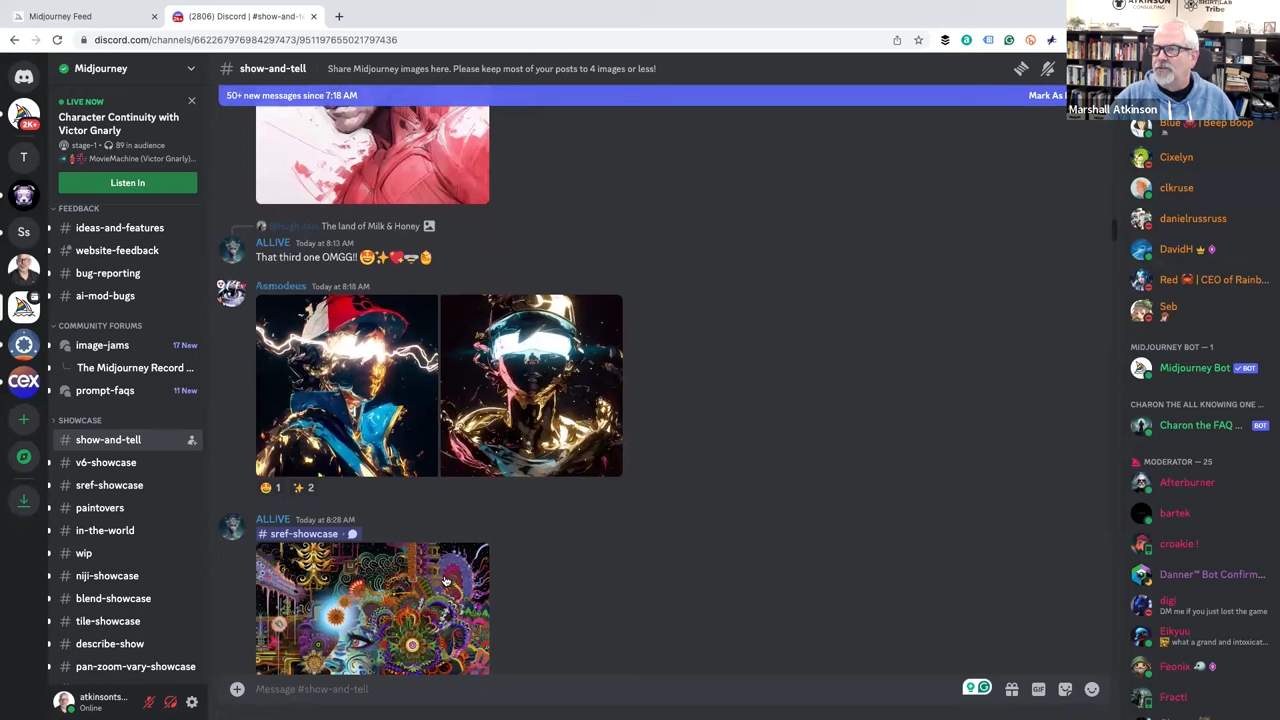 Midjourney Feed
(2806) Discord | #show-and-te
discord.com/channels/662267976984297473/951197655021797436
ATKINSON
CONSULTING
SHIRT LAB
Tribe
Marshall Atkinson
Midjourney
# show-and-tell
Share Midjourney images here. Please keep most of your posts to 4 images or less!
50+ new messages since 7:18 AM
Mark As
2K+
LIVE NOW
Character Continuity with
Victor Gnarly
stage-1 • 89 in audience
MovieMachine (Victor Gnarly)...
Listen In
FEEDBACK
# ideas-and-features
website-feedback
# bug-reporting
# ai-mod-bugs
COMMUNITY FORUMS
image-jams 17 New
The Midjourney Record ...
prompt-faqs 11 New
SHOWCASE
# show-and-tell
# v6-showcase
# sref-showcase
# paintovers
# in-the-world
# wip
# niji-showcase
# blend-showcase
# tile-showcase
# describe-show
# pan-zoom-vary-showcase
T
Ss
cex
atkinsonts...
Online
@Hugh Jass The land of Milk & Honey
ALLIVE Today at 8:13 AM
That third one OMGG!!
Asmodeus Today at 8:18 AM
1 2
ALLIVE Today at 8:28 AM
# sref-showcase
Message #show-and-tell
GIF
Blue | Beep Boop
Cixelyn
clkruse
danielrussruss
DavidH
Red | CEO of Rainb...
Seb
MIDJOURNEY BOT — 1
Midjourney Bot BOT
CHARON THE ALL KNOWING ONE ...
Charon the FAQ ... BOT
MODERATOR — 25
Afterburner
bartek
croakie !
Danner™ Bot Confirm...
digi
DM me if you just lost the game
Eikyuu
what a grand and intoxicat...
Feonix
Fractl